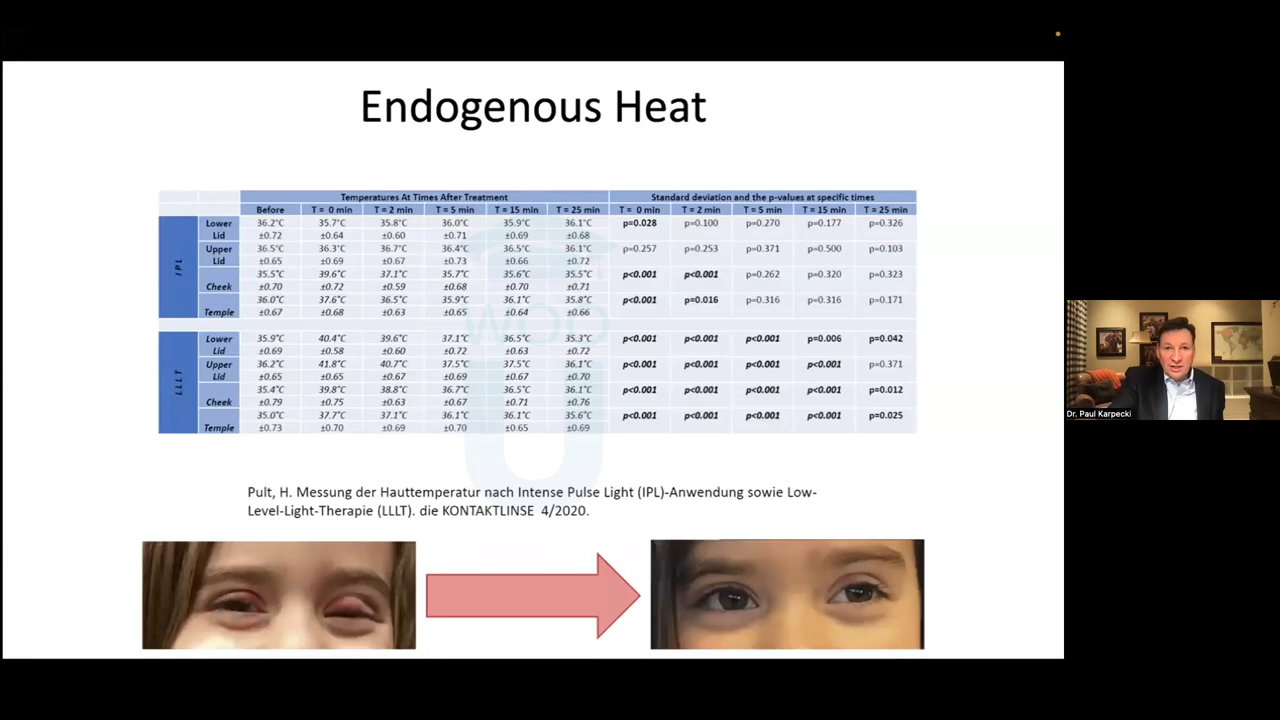 Endogenous Heat
Temperatures At Times After Treatment Standard deviation and the p-values at specific times
Before T = 0 min T = 2 min T = 5 min T = 15 min T = 25 min T = 0 min T = 2 min T = 5 min T = 15 min T = 25 min
IPL
Lower 36.2°C 35.7°C 35.8°C 36.0°C 35.9°C 36.1°C p=0.028 p=0.100 p=0.270 p=0.177 p=0.326
Lid ±0.72 ±0.64 ±0.60 ±0.71 ±0.69 ±0.68
Upper 36.5°C 36.3°C 36.7°C 36.4°C 36.5°C 36.1°C p=0.257 p=0.253 p=0.371 p=0.500 p=0.103
Lid ±0.65 ±0.69 ±0.67 ±0.73 ±0.66 ±0.72
35.5°C 39.6°C 37.1°C 35.7°C 35.6°C 35.5°C p<0.001 p<0.001 p=0.262 p=0.320 p=0.323
Cheek ±0.70 ±0.72 ±0.59 ±0.68 ±0.70 ±0.71
36.0°C 37.6°C 36.5°C 35.9°C 36.1°C 35.8°C p<0.001 p=0.016 p=0.316 p=0.316 p=0.171
Temple ±0.67 ±0.68 ±0.63 ±0.65 ±0.64 ±0.66
LLLT
Lower 35.9°C 40.4°C 39.6°C 37.1°C 36.5°C 35.3°C p<0.001 p<0.001 p<0.001 p=0.006 p=0.042
Lid ±0.69 ±0.58 ±0.60 ±0.72 ±0.63 ±0.72
Upper 36.2°C 41.8°C 40.7°C 37.5°C 37.5°C 36.1°C p<0.001 p<0.001 p<0.001 p<0.001 p=0.371
Lid ±0.65 ±0.65 ±0.67 ±0.69 ±0.67 ±0.70
35.4°C 39.8°C 38.8°C 36.7°C 36.5°C 36.1°C p<0.001 p<0.001 p<0.001 p<0.001 p=0.012
Cheek ±0.79 ±0.75 ±0.63 ±0.67 ±0.71 ±0.76
35.0°C 37.7°C 37.1°C 36.1°C 36.1°C 35.6°C p<0.001 p<0.001 p<0.001 p<0.001 p=0.025
Temple ±0.73 ±0.70 ±0.69 ±0.70 ±0.65 ±0.69
WOO
U
Pult, H. Messung der Hauttemperatur nach Intense Pulse Light (IPL)-Anwendung sowie Low-
Level-Light-Therapie (LLLT). die KONTAKTLINSE 4/2020.
Dr. Paul Karpecki